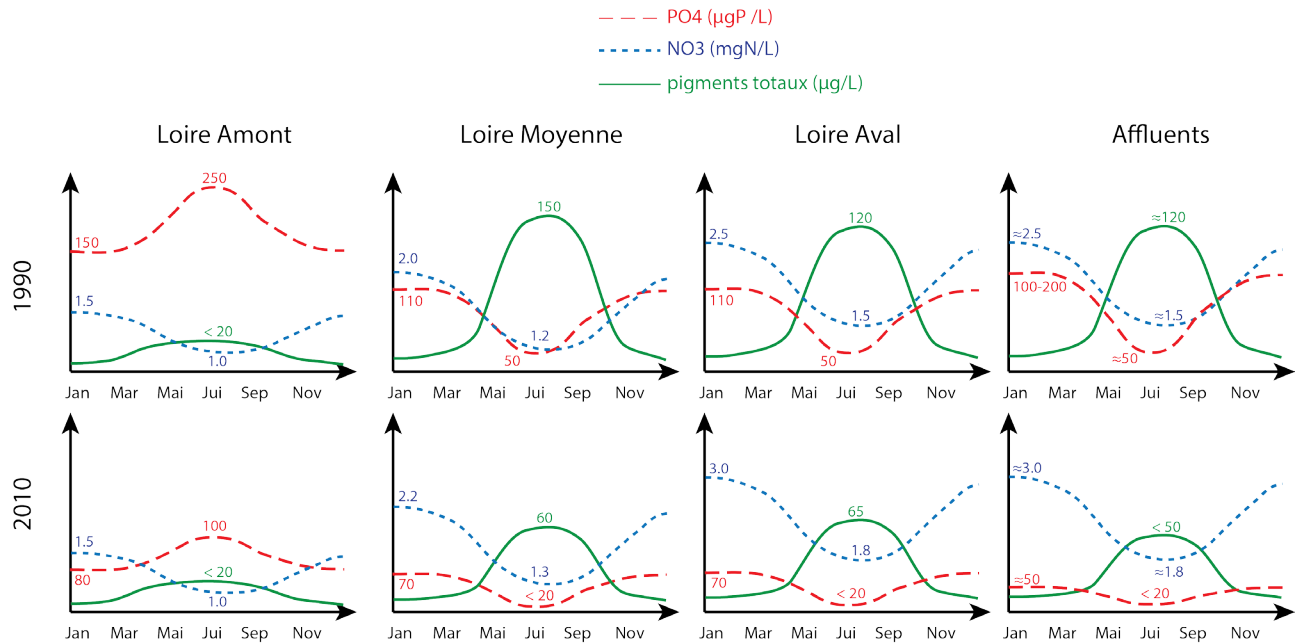 PO4 (µgP /L)
NO3 (mgN/L)
pigments totaux (µg/L)
Loire Amont
Loire Moyenne
Loire Aval
Affluents
1990
250
150
1.5
< 20
1.0
Jan Mar Mai Jui Sep Nov
150
2.0
110
1.2
50
Jan Mar Mai Jui Sep Nov
120
2.5
110
1.5
50
Jan Mar Mai Jui Sep Nov
≈120
≈2.5
100-200
≈1.5
≈50
Jan Mar Mai Jui Sep Nov
2010
100
1.5
80
< 20
1.0
Jan Mar Mai Jui Sep Nov
60
2.2
70
1.3
< 20
Jan Mar Mai Jui Sep Nov
3.0
65
1.8
70
< 20
Jan Mar Mai Jui Sep Nov
≈3.0
< 50
≈1.8
≈50
< 20
Jan Mar Mai Jui Sep Nov